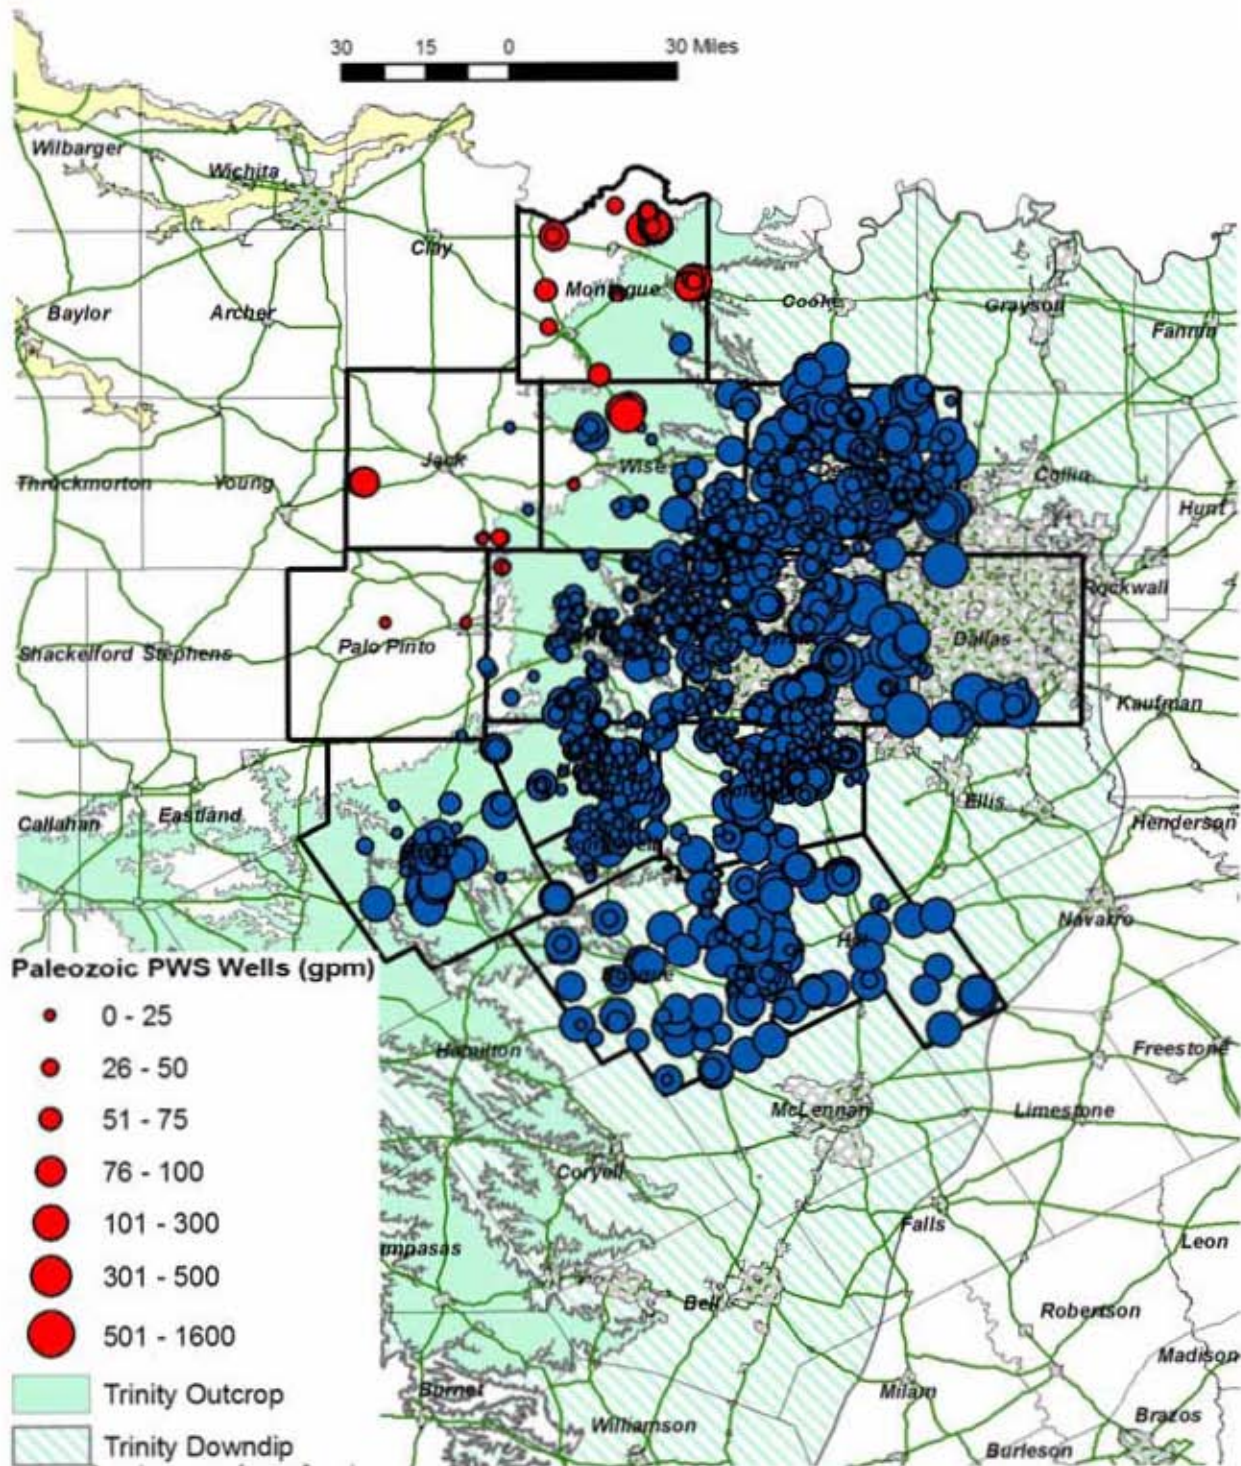 30 15 0 30 Miles
Wilbarger
Wichita
Clay
Montague
Cooke
Grayson
Fannin
Baylor
Archer
Throckmorton
Young
Jack
Wise
Collin
Hunt
Rockwall
Shackelford
Stephens
Palo Pinto
Dallas
Kaufman
Callahan
Eastland
Ellis
Henderson
Navarro
Paleozoic PWS Wells (gpm)
0 - 25
26 - 50
51 - 75
76 - 100
101 - 300
301 - 500
501 - 1600
Trinity Outcrop
Trinity Downdip
Bosque
Hill
Hamilton
Freestone
McLennan
Limestone
Coryell
Falls
Leon
mpasas
Bell
Robertson
Madison
Burnet
Milam
Williamson
Brazos
Burleson